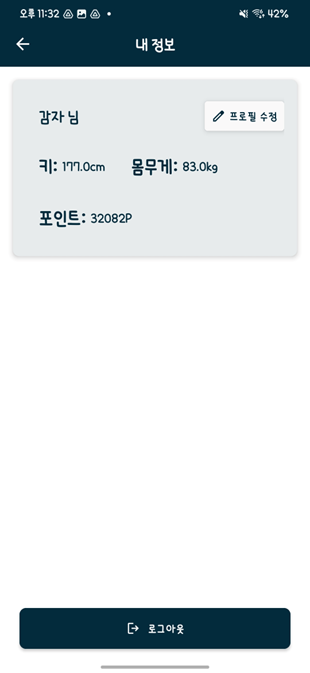 오후 11:32 42%
내 정보
감자 님
프로필 수정
키: 177.0cm 몸무게: 83.0kg
포인트: 32082P
로그아웃